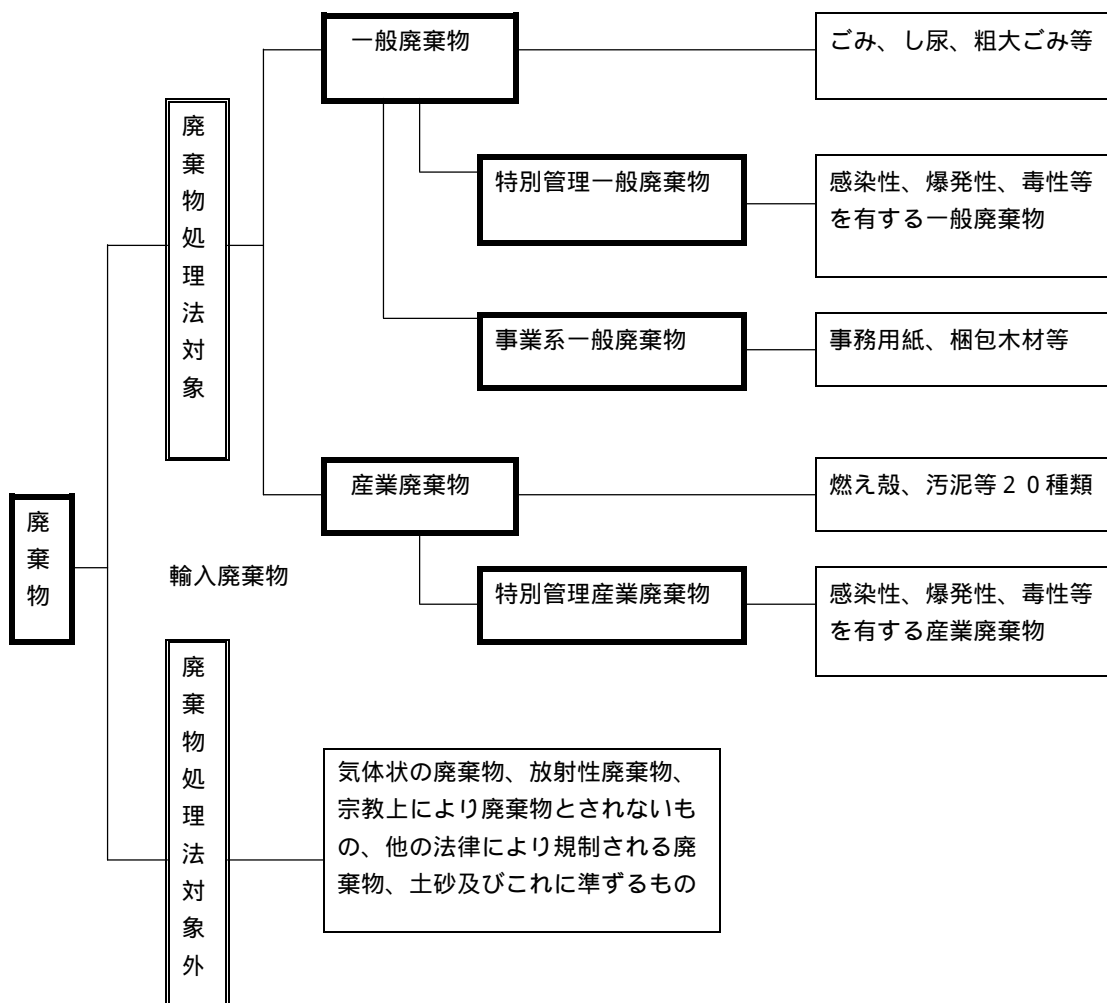 一般廃棄物
ごみ、し尿、粗大ごみ等
廃棄物処理法対象
特別管理一般廃棄物
感染性、爆発性、毒性等
を有する一般廃棄物
事業系一般廃棄物
事務用紙、梱包木材等
産業廃棄物
燃え殻、汚泥等２０種類
廃棄物
輸入廃棄物
特別管理産業廃棄物
感染性、爆発性、毒性等
を有する産業廃棄物
廃棄物処理法対象外
気体状の廃棄物、放射性廃棄物、
宗教上により廃棄物とされないも
の、他の法律により規制される廃
棄物、土砂及びこれに準ずるもの